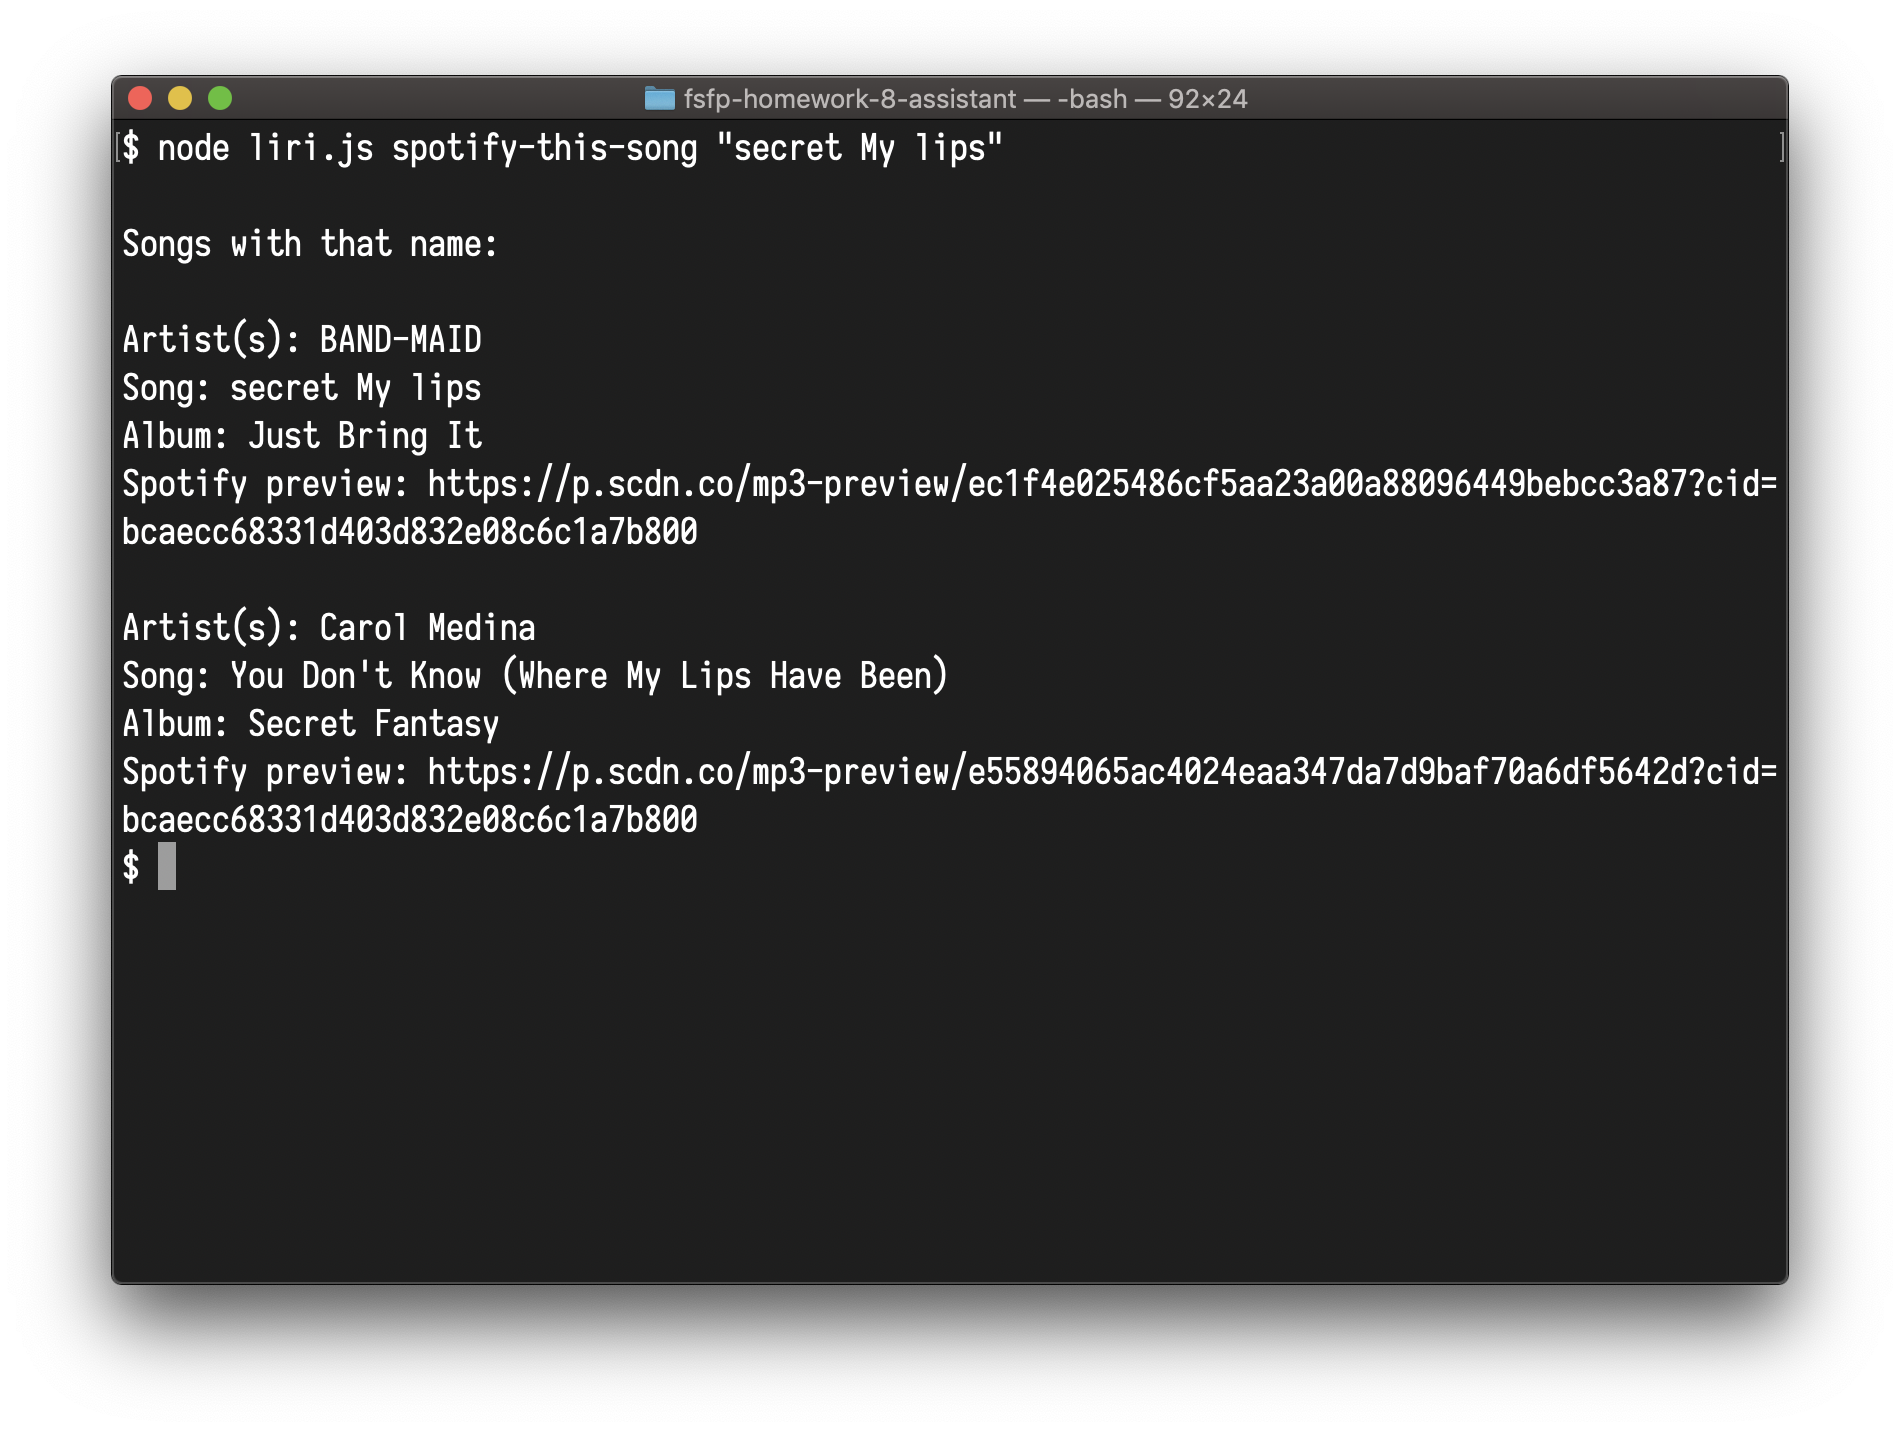 fsfp-homework-8-assistant — -bash — 92×24
$ node liri.js spotify-this-song "secret My lips"
Songs with that name:
Artist(s): BAND-MAID
Song: secret My lips
Album: Just Bring It
Spotify preview: https://p.scdn.co/mp3-preview/ec1f4e025486cf5aa23a00a88096449bebcc3a87?cid=
bcaecc68331d403d832e08c6c1a7b800
Artist(s): Carol Medina
Song: You Don't Know (Where My Lips Have Been)
Album: Secret Fantasy
Spotify preview: https://p.scdn.co/mp3-preview/e55894065ac4024eaa347da7d9baf70a6df5642d?cid=
bcaecc68331d403d832e08c6c1a7b800
$